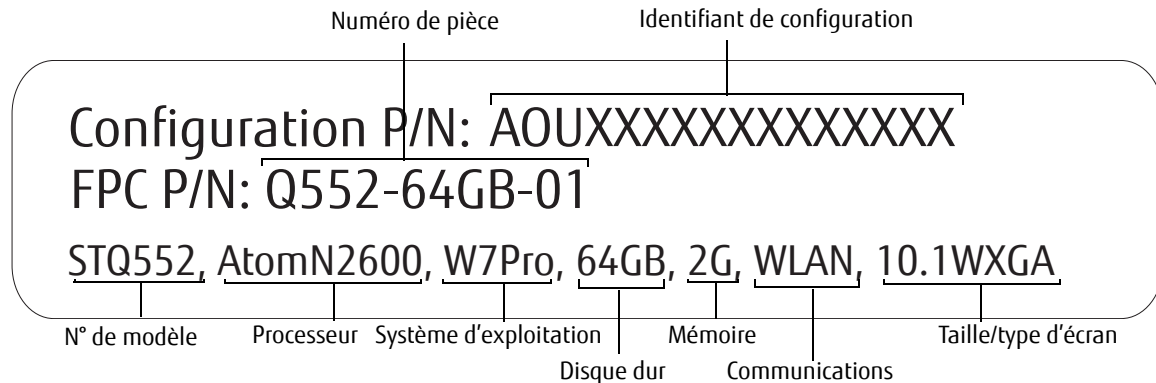 Numéro de pièce
Identifiant de configuration
Configuration P/N: AOUXXXXXXXXXXXXXX
FPC P/N: Q552-64GB-01
STQ552, AtomN2600, W7Pro, 64GB, 2G, WLAN, 10.1WXGA
N° de modèle
Processeur
Système d'exploitation
Mémoire
Taille/type d'écran
Disque dur
Communications